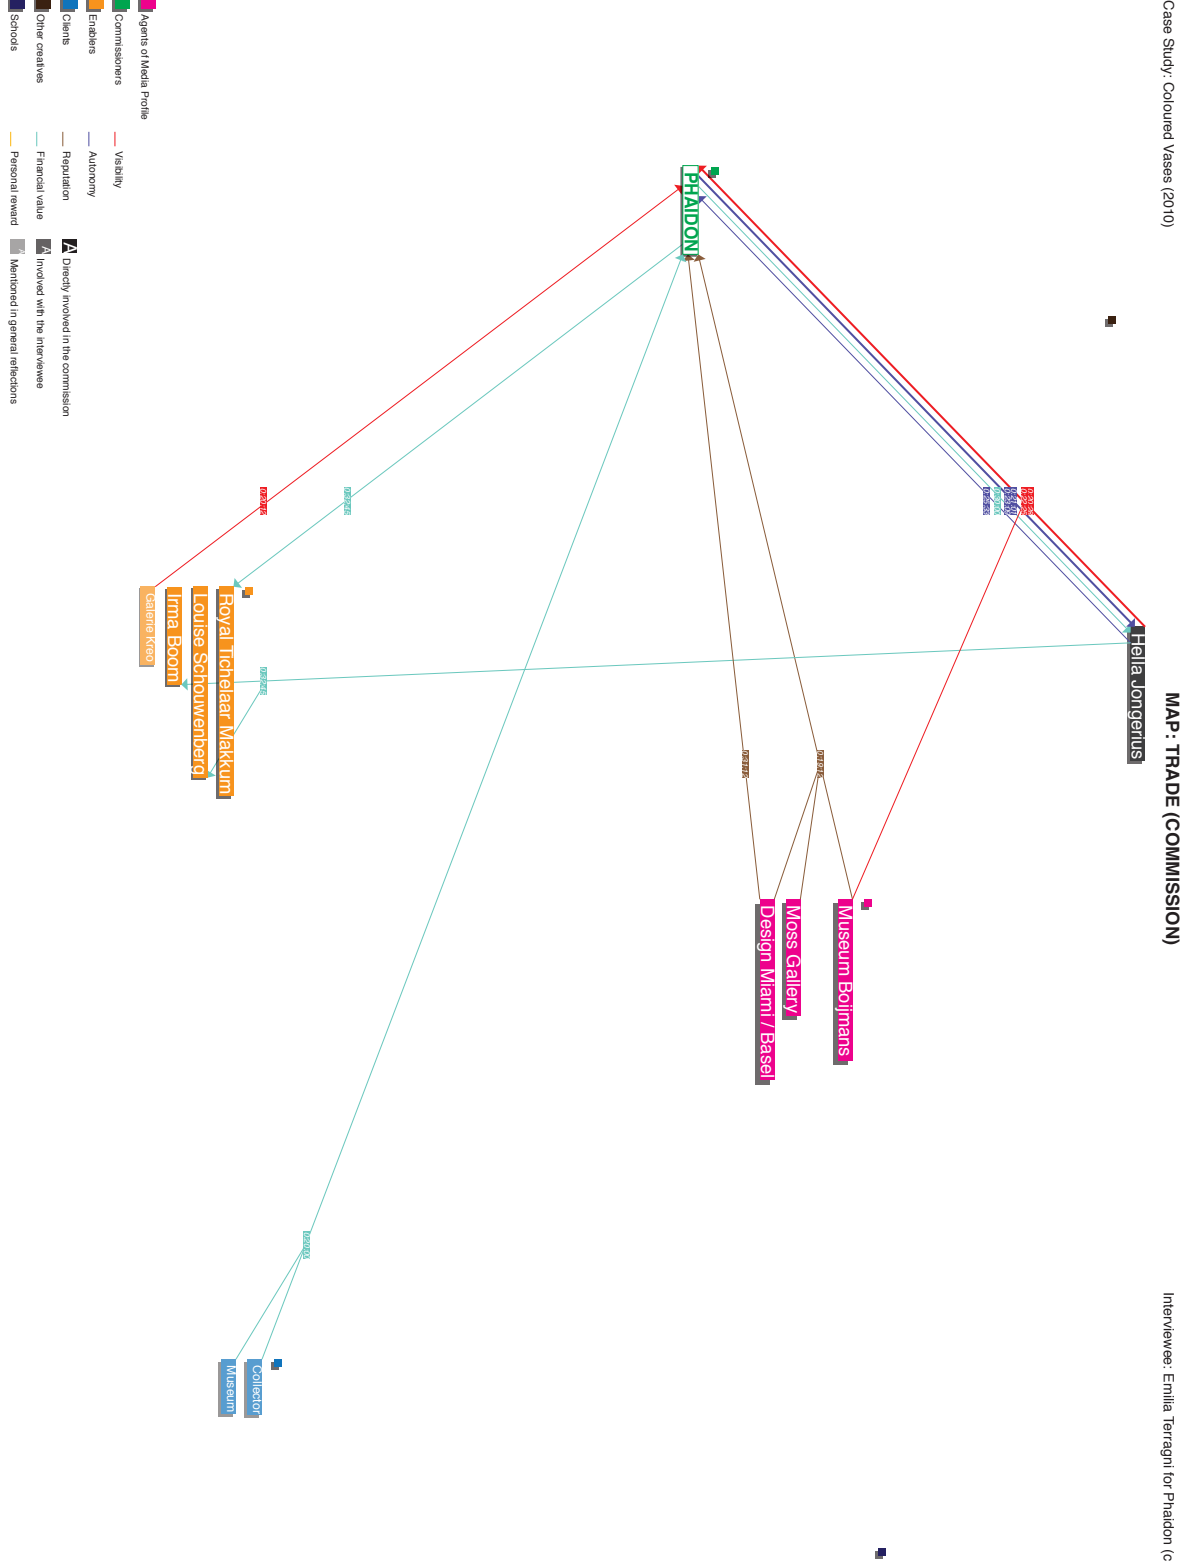 Case Study: Coloured Vases (2010)
MAP: TRADE (COMMISSION)
Interviewee: Emilia Terragni for Phaidon (c
Hella Jongerius
PHAIDON
Museum Boijmans
Moss Gallery
Design Miami / Basel
Royal Tichelaar Makkum
Louise Schouwenberg
Irma Boom
Galerie Kreo
Collector
Museum
Agents of Media Profile
Commissioners
Enablers
Clients
Other creatives
Schools
Visibility
Autonomy
Reputation
Financial value
Personal reward
A Directly involved in the commission
A Involved with the interviewee
A Mentioned in general reflections